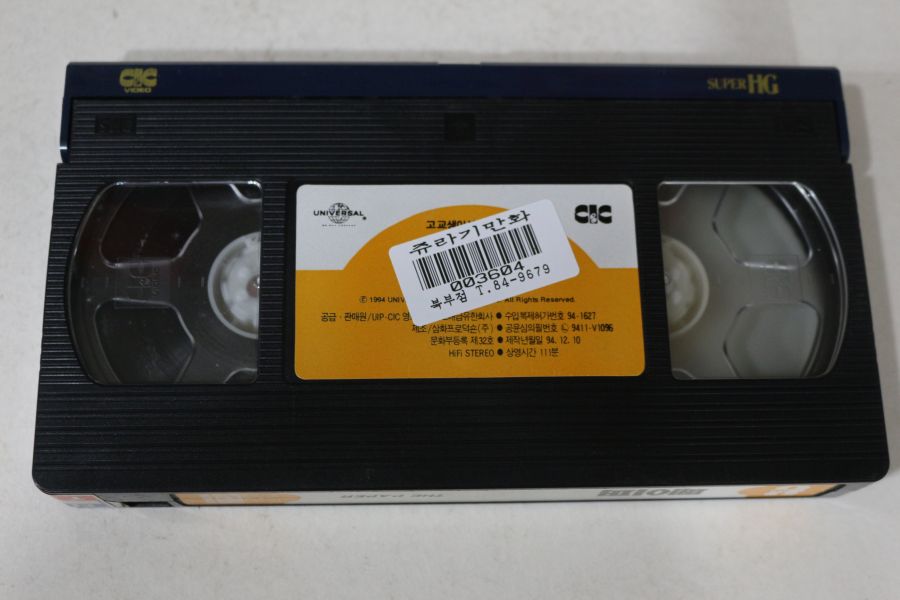 CIC
VIDEO
SUPER HG
UNIVERSAL
고교생이
CIC
쥬라기만화
003604
북부점 T.84-9679
© 1994 UNIV
All Rights Reserved.
공급·판매원/UIP-CIC 영
급유한회사 ● 수입복제허가번호 94-1627
제조/삼화프로덕숀(주) ● 공윤심의필번호 9411-V1096
문화부등록 제32호 ● 제작년월일 94. 12. 10
HiFi STEREO ● 상영시간 111분
THE PAPER
페이퍼